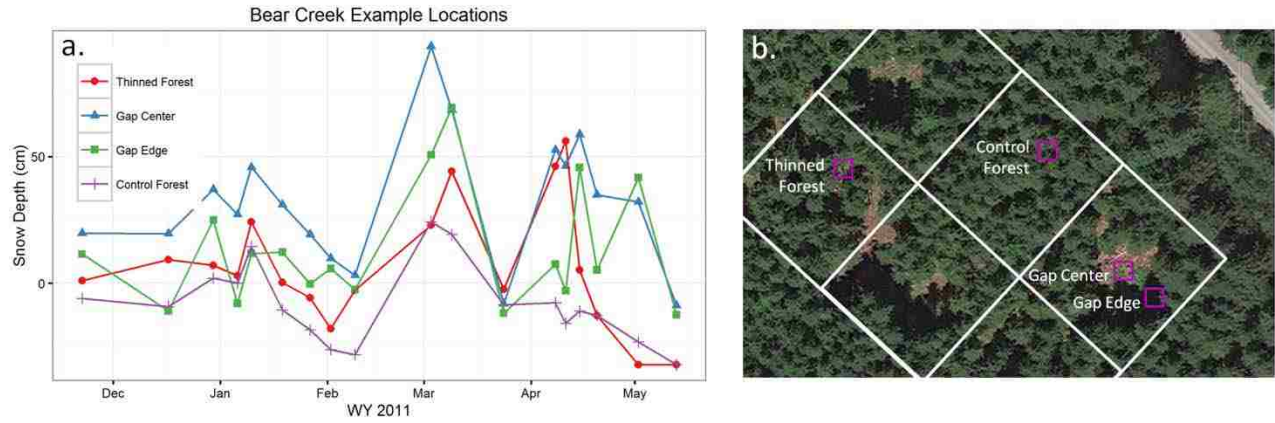 Bear Creek Example Locations
a.
Thinned Forest
Gap Center
Gap Edge
Control Forest
Snow Depth (cm)
50
0
Dec
Jan
Feb
Mar
Apr
May
WY 2011
b.
Thinned
Forest
Control
Forest
Gap Center
Gap Edge